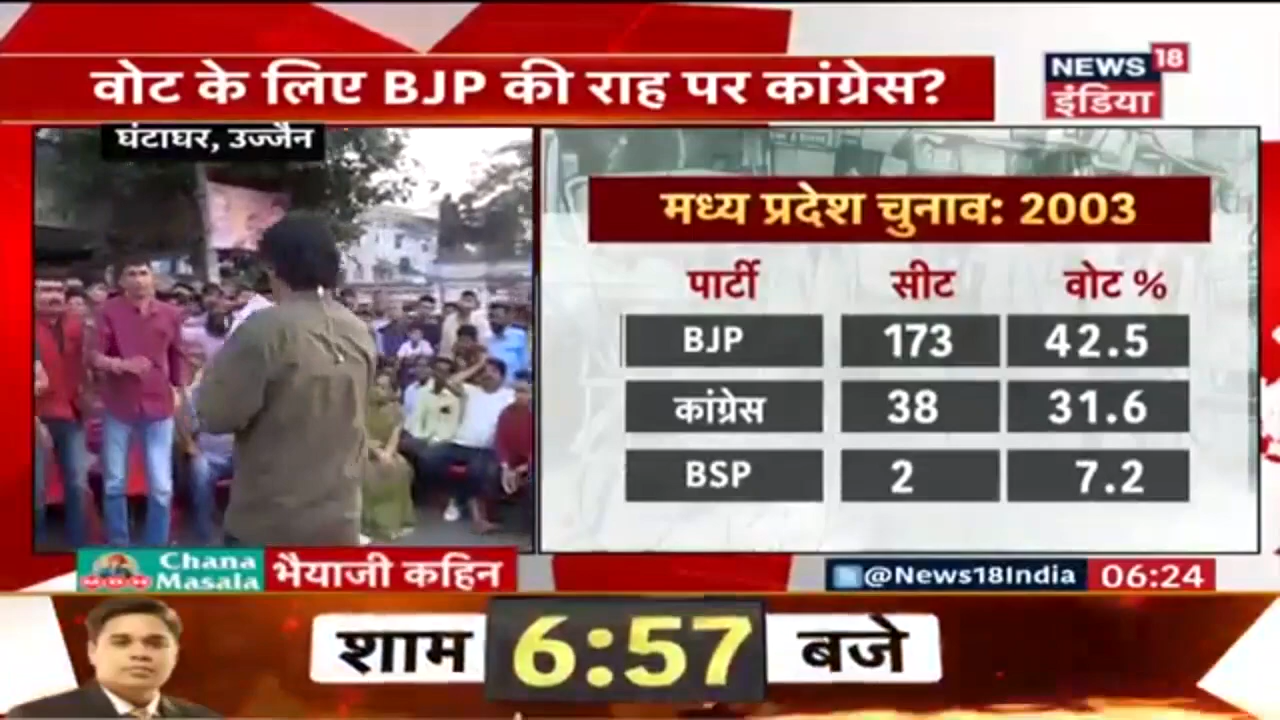 वोट के लिए BJP की राह पर कांग्रेस?
NEWS 18
इंडिया
घंटाघर, उज्जैन
मध्य प्रदेश चुनाव: 2003
पार्टी सीट वोट %
BJP 173 42.5
कांग्रेस 38 31.6
BSP 2 7.2
MDH Chana Masala
भैयाजी कहिन
@News18India 06:24
शाम 6:57 बजे